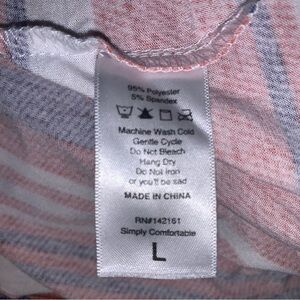 95% Polyester
5% Spandex
Machine Wash Cold
Gentle Cycle
Do Not Bleach
Hang Dry
Do Not Iron
or you'll be sad
MADE IN CHINA
RN#142161
Simply Comfortable
L